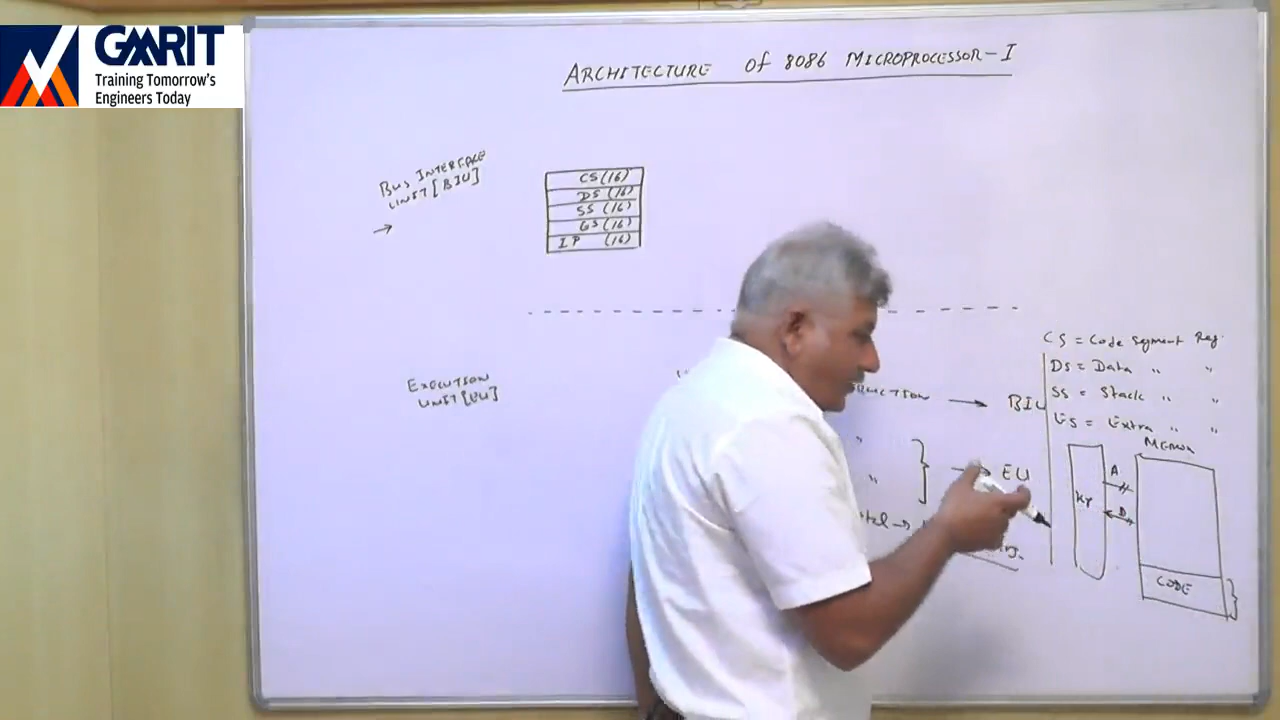 GMRIT
Training Tomorrow's
Engineers Today
ARCHITECTURE of 8086 MICROPROCESSOR-I
BUS INTERFACE
UNIT [BIU]
→
CS (16)
DS (16)
SS (16)
ES (16)
IP (16)
EXECUTION
UNIT [EU]
→ BIU
" } → EU
"
CS = Code Segment Reg.
DS = Data " "
SS = Stack " "
ES = Extra " "
A
D
CODE